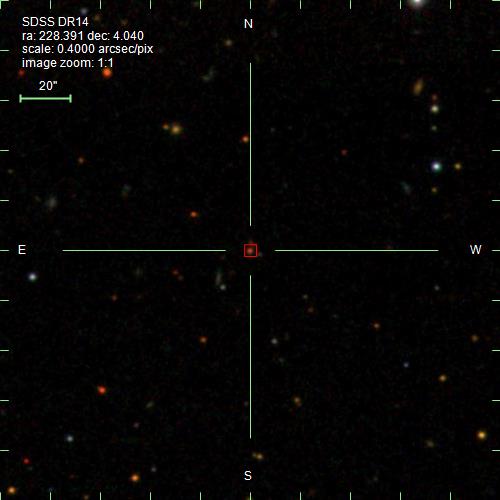 SDSS DR14
ra: 228.391 dec: 4.040
scale: 0.4000 arcsec/pix
image zoom: 1:1
20"
N
E
W
S